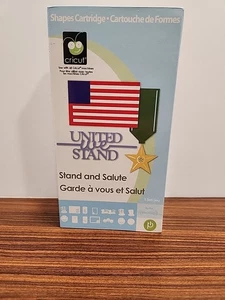 Shapes Cartridge • Cartouche de Formes
cricut
UNITED
We
STAND
Stand and Salute
Garde à vous et Salut